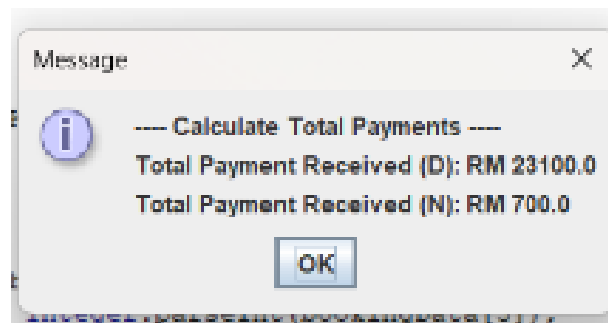 Message
---- Calculate Total Payments ----
Total Payment Received (D): RM 23100.0
Total Payment Received (N): RM 700.0
OK